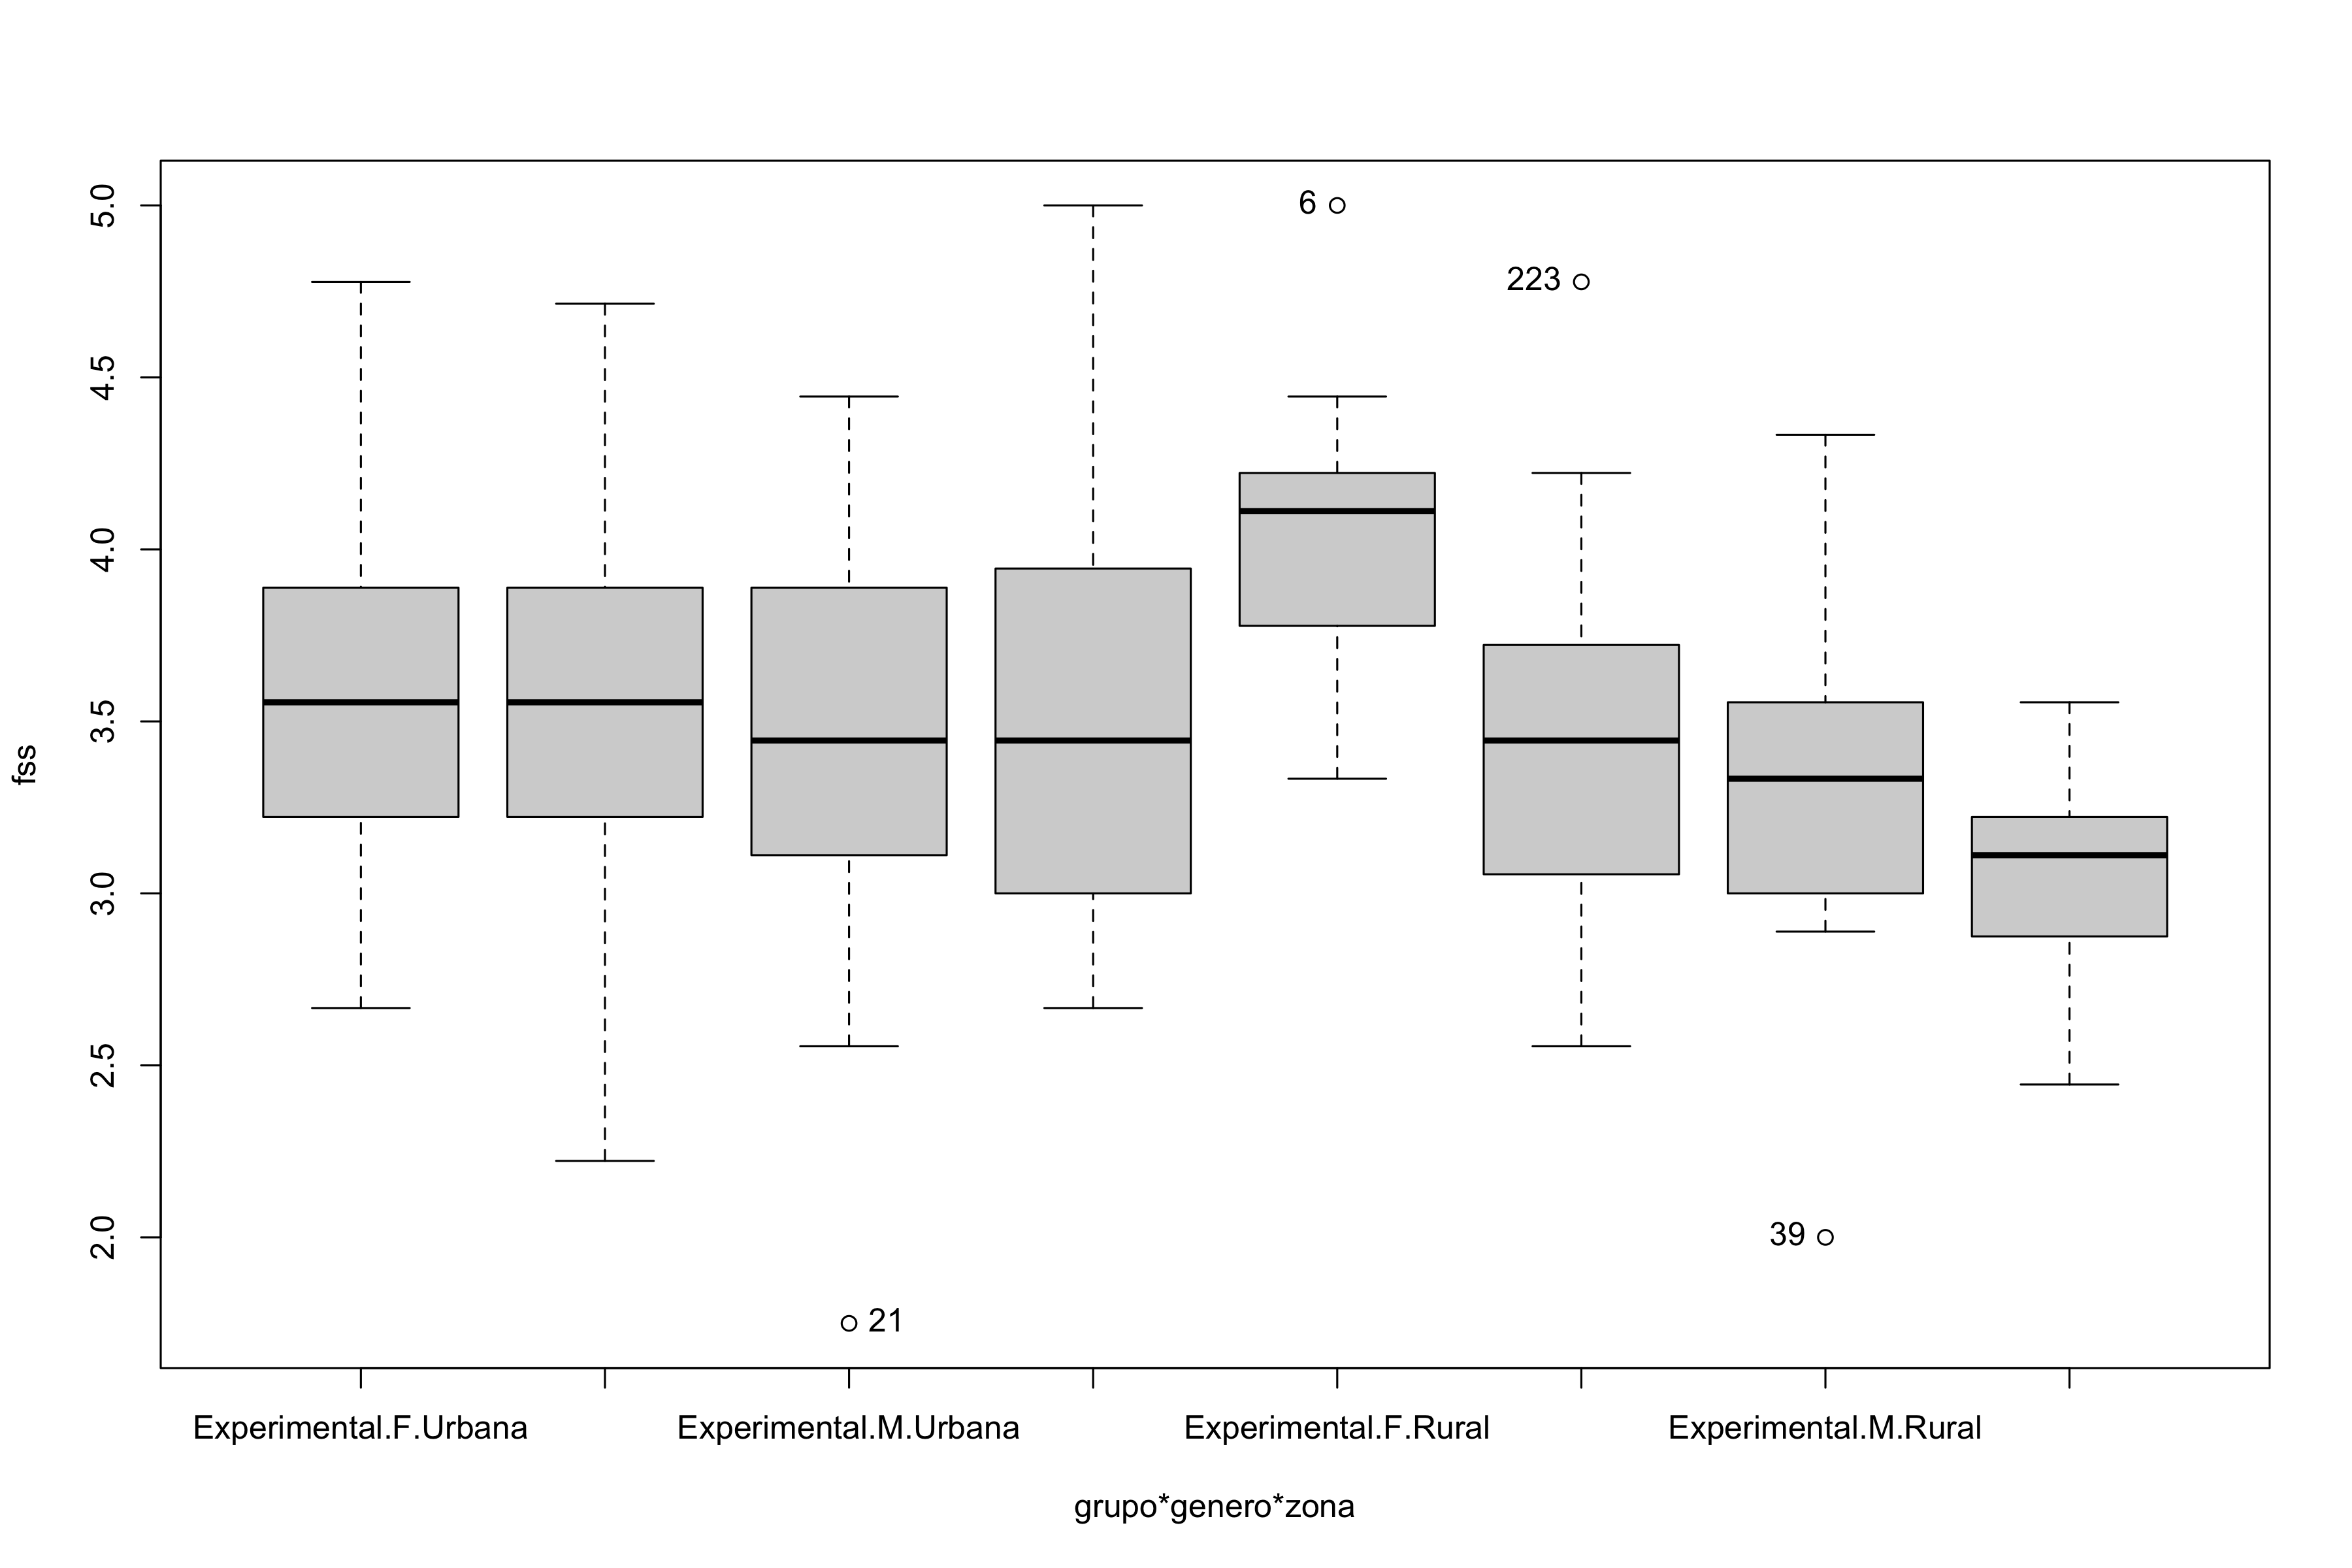 5.0
4.5
4.0
3.5
3.0
2.5
2.0
fss
6
223
39
21
Experimental.F.Urbana
Experimental.M.Urbana
Experimental.F.Rural
Experimental.M.Rural
grupo*genero*zona